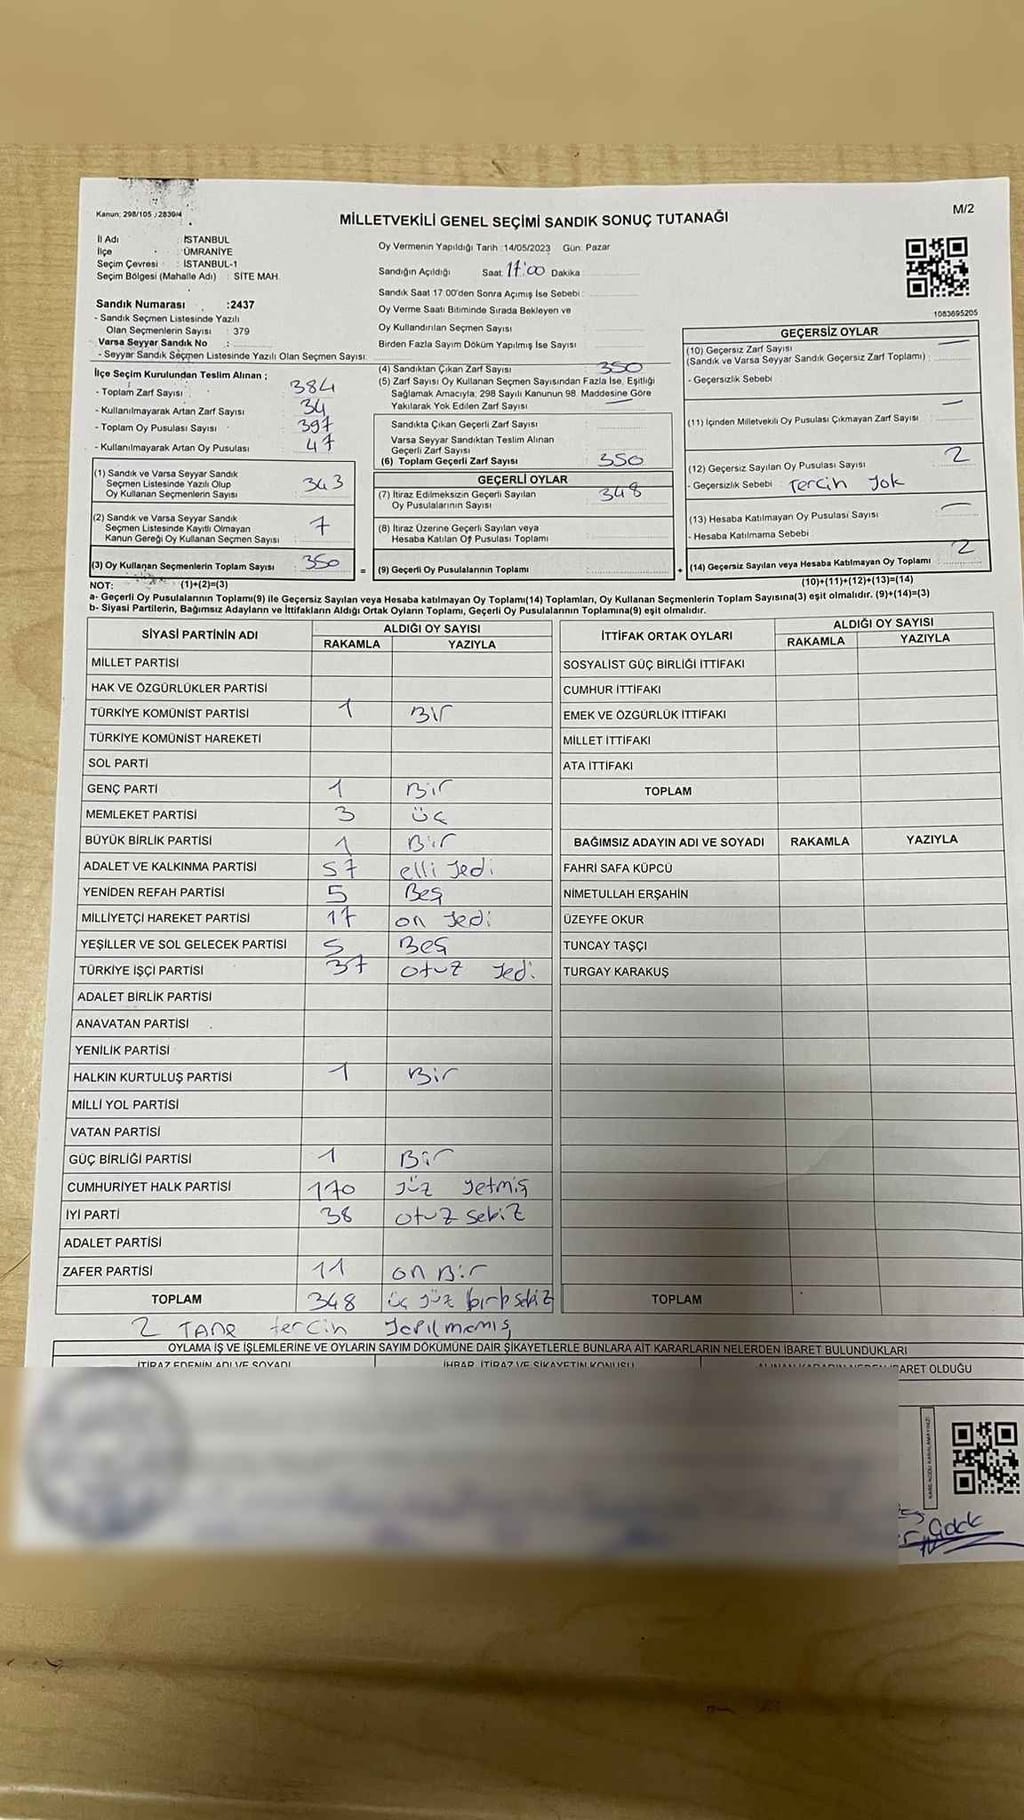 Kanun; 298/105 ; 2839/4
MİLLETVEKİLİ GENEL SEÇİMİ SANDIK SONUÇ TUTANAĞI
M/2
İl Adı : İSTANBUL
İlçe : ÜMRANİYE
Seçim Çevresi : İSTANBUL-1
Seçim Bölgesi (Mahalle Adı) : SİTE MAH.
Sandık Numarası :2437
- Sandık Seçmen Listesinde Yazılı
Olan Seçmenlerin Sayısı : 379
Varsa Seyyar Sandık No :
- Seyyar Sandık Seçmen Listesinde Yazılı Olan Seçmen Sayısı:
İlçe Seçim Kurulundan Teslim Alınan ;
- Toplam Zarf Sayısı : 384
- Kullanılmayarak Artan Zarf Sayısı : 34
- Toplam Oy Pusulası Sayısı : 397
- Kullanılmayarak Artan Oy Pusulası : 47
(1) Sandık ve Varsa Seyyar Sandık
Seçmen Listesinde Yazılı Olup
Oy Kullanan Seçmenlerin Sayısı 343
(2) Sandık ve Varsa Seyyar Sandık
Seçmen Listesinde Kayıtlı Olmayan
Kanun Gereği Oy Kullanan Seçmen Sayısı 7
(3) Oy Kullanan Seçmenlerin Toplam Sayısı 350 =
(1)+(2)=(3)
Oy Vermenin Yapıldığı Tarih :14/05/2023 Gün: Pazar
Sandığın Açıldığı Saat: 17:00 Dakika
Sandık Saat 17:00'den Sonra Açımış İse Sebebi :
Oy Verme Saati Bitiminde Sırada Bekleyen ve
Oy Kullandırılan Seçmen Sayısı
Birden Fazla Sayım Döküm Yapılmış İse Sayısı
(4) Sandıktan Çıkan Zarf Sayısı 350
(5) Zarf Sayısı Oy Kullanan Seçmen Sayısından Fazla İse, Eşitliği
Sağlamak Amacıyla; 298 Sayılı Kanunun 98. Maddesine Göre
Yakılarak Yok Edilen Zarf Sayısı —
Sandıkta Çıkan Geçerli Zarf Sayısı
Varsa Seyyar Sandıktan Teslim Alınan
Geçerli Zarf Sayısı
(6) Toplam Geçerli Zarf Sayısı 350
GEÇERLİ OYLAR
(7) İtiraz Edilmeksizin Geçerli Sayılan
Oy Pusulalarının Sayısı 348
(8) İtiraz Üzerine Geçerli Sayılan veya
Hesaba Katılan Oy Pusulası Toplamı
(9) Geçerli Oy Pusulalarının Toplamı +
1083695205
GEÇERSİZ OYLAR
(10) Geçersiz Zarf Sayısı
(Sandık ve Varsa Seyyar Sandık Geçersiz Zarf Toplamı) —
- Geçersizlik Sebebi
(11) İçinden Milletvekili Oy Pusulası Çıkmayan Zarf Sayısı —
(12) Geçersiz Sayılan Oy Pusulası Sayısı 2
- Geçersizlik Sebebi : Tercih Yok
(13) Hesaba Katılmayan Oy Pusulası Sayısı —
- Hesaba Katılmama Sebebi
(14) Geçersiz Sayılan veya Hesaba Katılmayan Oy Toplamı 2
(10)+(11)+(12)+(13)=(14)
NOT:
a- Geçerli Oy Pusulalarının Toplamı(9) ile Geçersiz Sayılan veya Hesaba katılmayan Oy Toplamı(14) Toplamları, Oy Kullanan Seçmenlerin Toplam Sayısına(3) eşit olmalıdır. (9)+(14)=(3)
b- Siyasi Partilerin, Bağımsız Adayların ve İttifakların Aldığı Ortak Oyların Toplamı, Geçerli Oy Pusulalarının Toplamına(9) eşit olmalıdır.
SİYASİ PARTİNİN ADI ALDIĞI OY SAYISI
RAKAMLA YAZIYLA
MİLLET PARTİSİ
HAK VE ÖZGÜRLÜKLER PARTİSİ
TÜRKİYE KOMÜNİST PARTİSİ 1 Bir
TÜRKİYE KOMÜNİST HAREKETİ
SOL PARTİ
GENÇ PARTİ 1 Bir
MEMLEKET PARTİSİ 3 üç
BÜYÜK BİRLİK PARTİSİ 1 Bir
ADALET VE KALKINMA PARTİSİ 57 elli yedi
YENİDEN REFAH PARTİSİ 5 Beş
MİLLİYETÇİ HAREKET PARTİSİ 17 on yedi
YEŞİLLER VE SOL GELECEK PARTİSİ 5 Beş
TÜRKİYE İŞÇİ PARTİSİ 37 otuz yedi
ADALET BİRLİK PARTİSİ
ANAVATAN PARTİSİ
YENİLİK PARTİSİ
HALKIN KURTULUŞ PARTİSİ 1 Bir
MİLLİ YOL PARTİSİ
VATAN PARTİSİ
GÜÇ BİRLİĞİ PARTİSİ 1 Bir
CUMHURİYET HALK PARTİSİ 170 yüz yetmiş
İYİ PARTİ 38 otuz sekiz
ADALET PARTİSİ
ZAFER PARTİSİ 11 on Bir
TOPLAM 348 üç yüz kırk sekiz
İTTİFAK ORTAK OYLARI ALDIĞI OY SAYISI
RAKAMLA YAZIYLA
SOSYALİST GÜÇ BİRLİĞİ İTTİFAKI
CUMHUR İTTİFAKI
EMEK VE ÖZGÜRLÜK İTTİFAKI
MİLLET İTTİFAKI
ATA İTTİFAKI
TOPLAM
BAĞIMSIZ ADAYIN ADI VE SOYADI RAKAMLA YAZIYLA
FAHRİ SAFA KÜPCÜ
NİMETULLAH ERŞAHİN
ÜZEYFE OKUR
TUNCAY TAŞÇI
TURGAY KARAKUŞ
TOPLAM
2 TANE tercih yapılmamış
OYLAMA İŞ VE İŞLEMLERİNE VE OYLARIN SAYIM DÖKÜMÜNE DAİR ŞİKAYETLERLE BUNLARA AİT KARARLARIN NELERDEN İBARET BULUNDUKLARI
İTİRAZ EDENİN ADI VE SOYADI İHBAR, İTİRAZ VE ŞİKAYETİN KONUSU ALINAN KARARIN NEDEN İBARET OLDUĞU